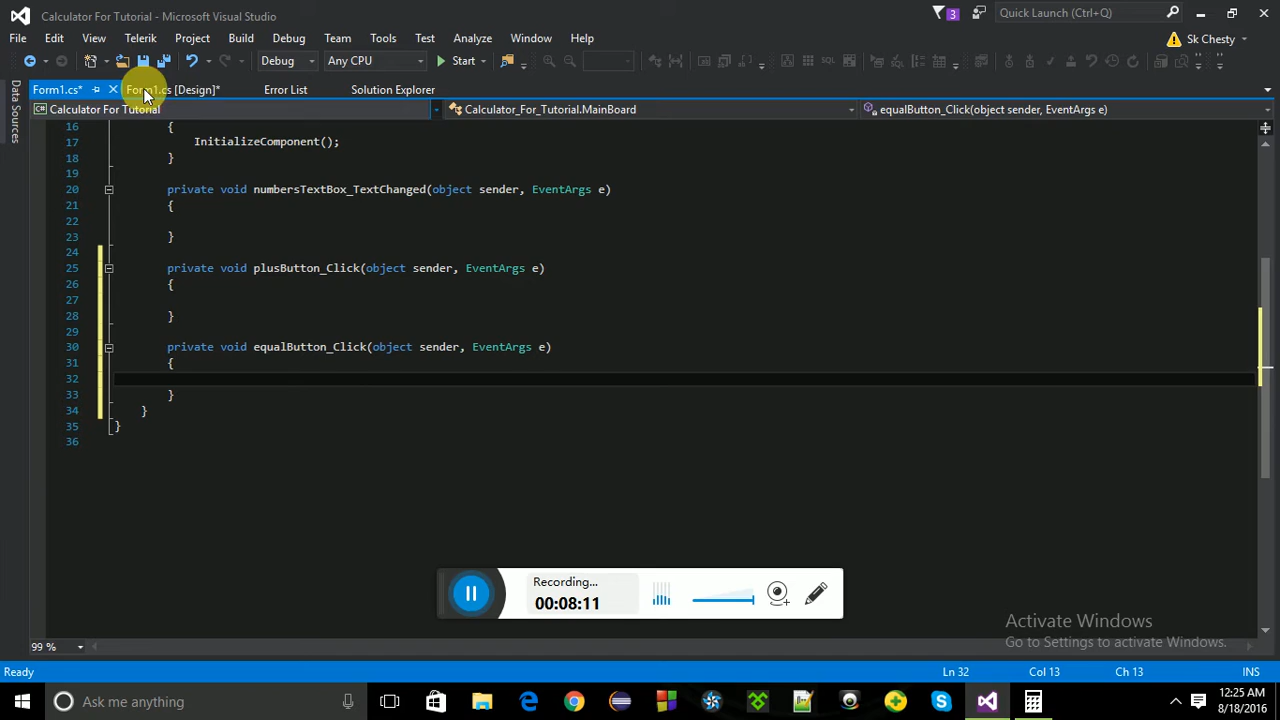 Calculator For Tutorial - Microsoft Visual Studio
3
Quick Launch (Ctrl+Q)
File Edit View Telerik Project Build Debug Team Tools Test Analyze Window Help
Sk Chesty
Debug Any CPU Start
Form1.cs* Form1.cs [Design]* Error List Solution Explorer
Data Sources
Calculator For Tutorial Calculator_For_Tutorial.MainBoard equalButton_Click(object sender, EventArgs e)
16 {
17 InitializeComponent();
18 }
19
20 private void numbersTextBox_TextChanged(object sender, EventArgs e)
21 {
22
23 }
24
25 private void plusButton_Click(object sender, EventArgs e)
26 {
27
28 }
29
30 private void equalButton_Click(object sender, EventArgs e)
31 {
32
33 }
34 }
35 }
36
Recording...
00:08:11
Activate Windows
Go to Settings to activate Windows.
99 %
Ready Ln 32 Col 13 Ch 13 INS
Ask me anything
12:25 AM
8/18/2016